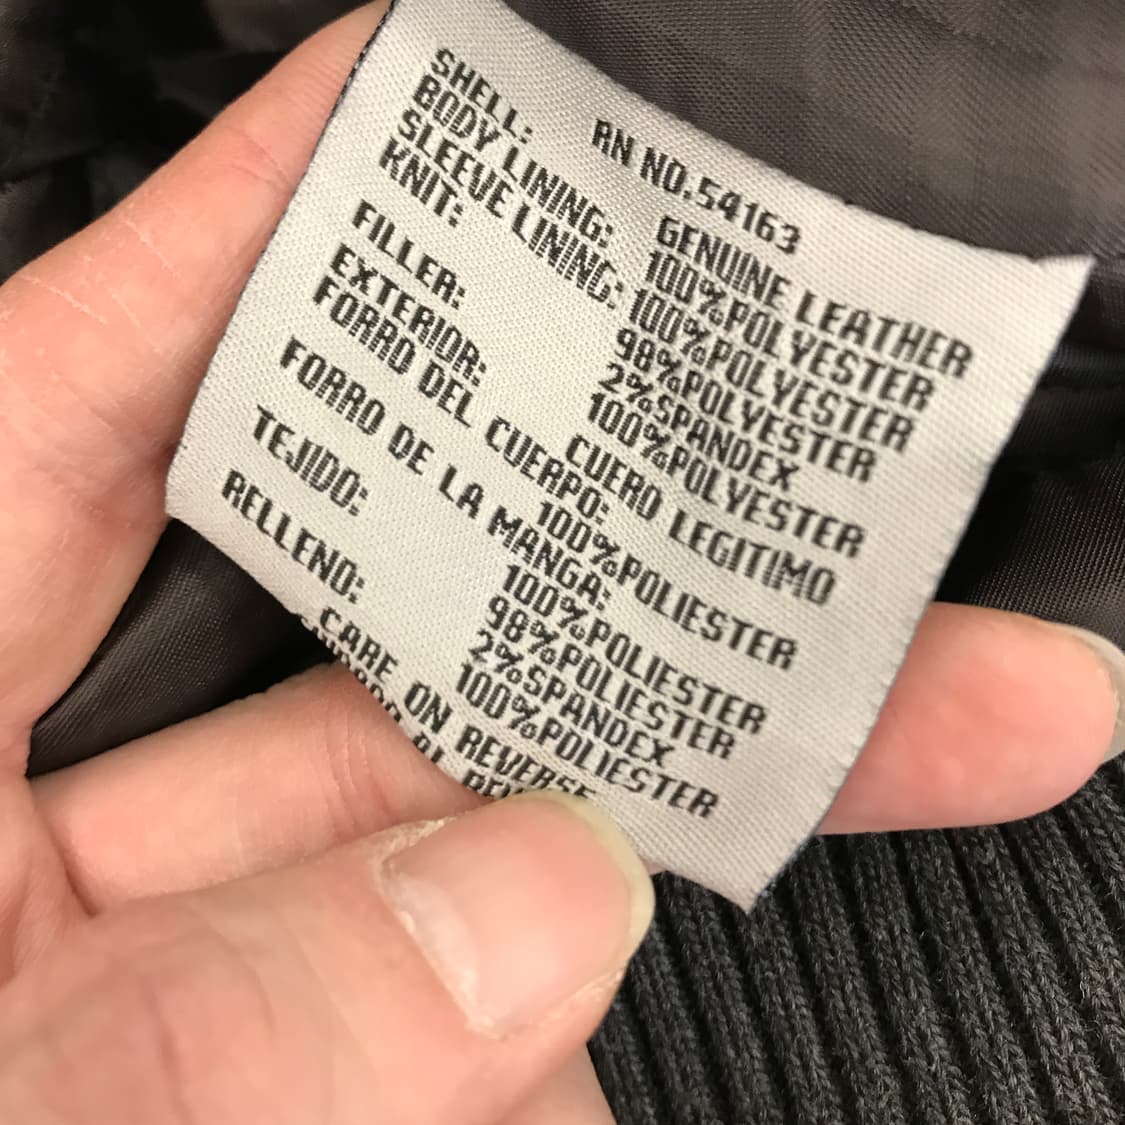 RN NO.54163
SHELL: GENUINE LEATHER
BODY LINING: 100%POLYESTER
SLEEVE LINING: 100%POLYESTER
KNIT: 98%POLYESTER
2%SPANDEX
FILLER: 100%POLYESTER
EXTERIOR: CUERO LEGITIMO
FORRO DEL CUERPO:
100%POLIESTER
FORRO DE LA MANGA:
100%POLIESTER
TEJIDO: 98%POLIESTER
2%SPANDEX
RELLENO: 100%POLIESTER
CARE ON REVERSE
AL